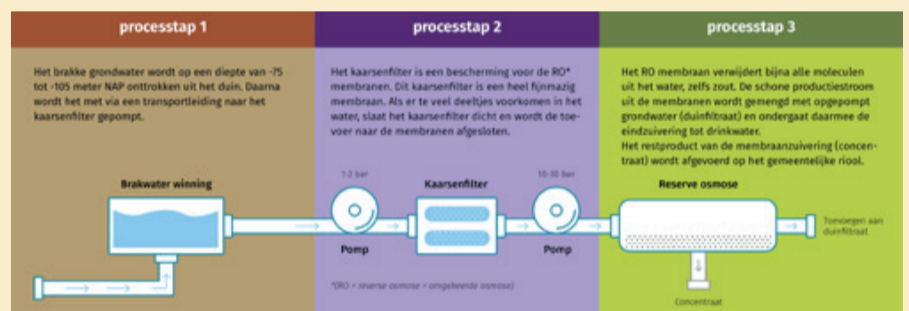 processtap 1
Het brakke grondwater wordt op een diepte van -75
tot -105 meter NAP onttrokken uit het duin. Daarna
wordt het met via een transportleiding naar het
kaarsenfilter gepompt.
Brakwater winning
processtap 2
Het kaarsenfilter is een bescherming voor de RO*
membranen. Dit kaarsenfilter is een heel fijnmazig
membraan. Als er te veel deeltjes voorkomen in het
water, slaat het kaarsenfilter dicht en wordt de toe-
voer naar de membranen afgesloten.
1-2 bar
Pomp
Kaarsenfilter
10-30 bar
Pomp
*(RO = reverse osmose = omgekeerde osmose)
processtap 3
Het RO membraan verwijdert bijna alle moleculen
uit het water, zelfs zout. De schone productiestroom
uit de membranen wordt gemengd met opgepompt
grondwater (duinfiltraat) en ondergaat daarmee de
eindzuivering tot drinkwater.
Het restproduct van de membraanzuivering (concen-
traat) wordt afgevoerd op het gemeentelijke riool.
Reserve osmose
Toevoegen aan
duinfiltraat
Concentraat